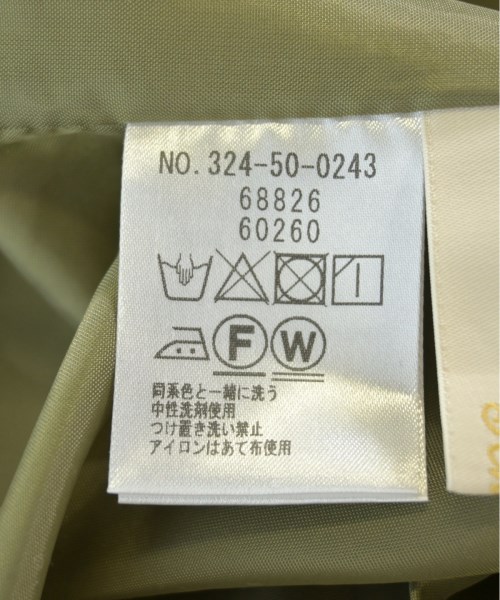 NO. 324-50-0243
68826
60260
F W
同系色と一緒に洗う
中性洗剤使用
つけ置き洗い禁止
アイロンはあて布使用